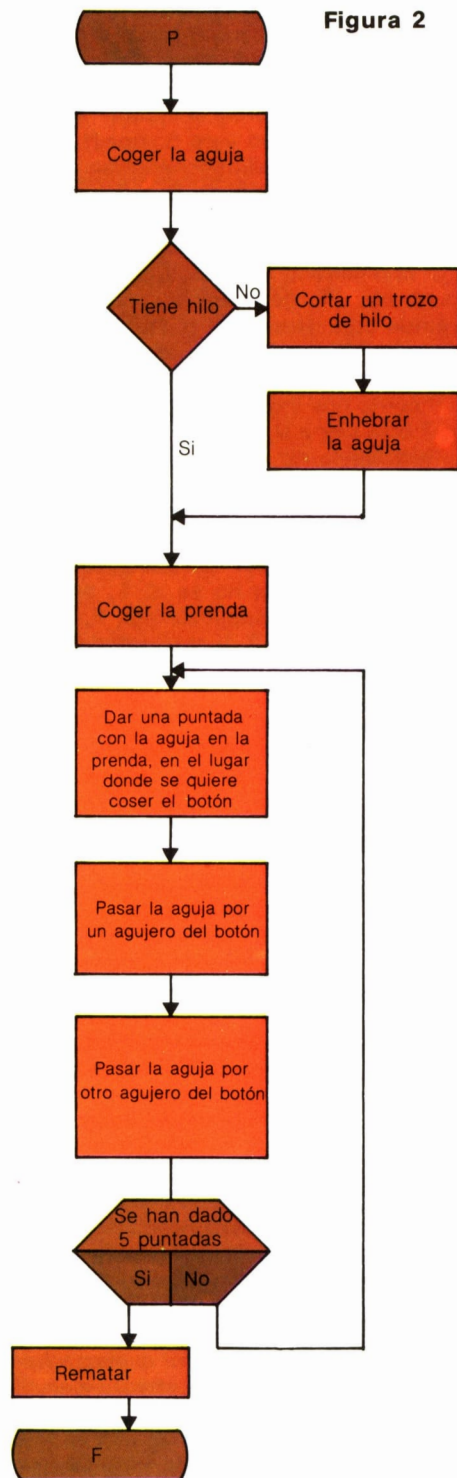 Figura 2
P
Coger la aguja
Tiene hilo
No
Cortar un trozo
de hilo
Enhebrar
la aguja
Si
Coger la prenda
Dar una puntada
con la aguja en la
prenda, en el lugar
donde se quiere
coser el botón
Pasar la aguja por
un agujero del botón
Pasar la aguja por
otro agujero del botón
Se han dado
5 puntadas
Si
No
Rematar
F